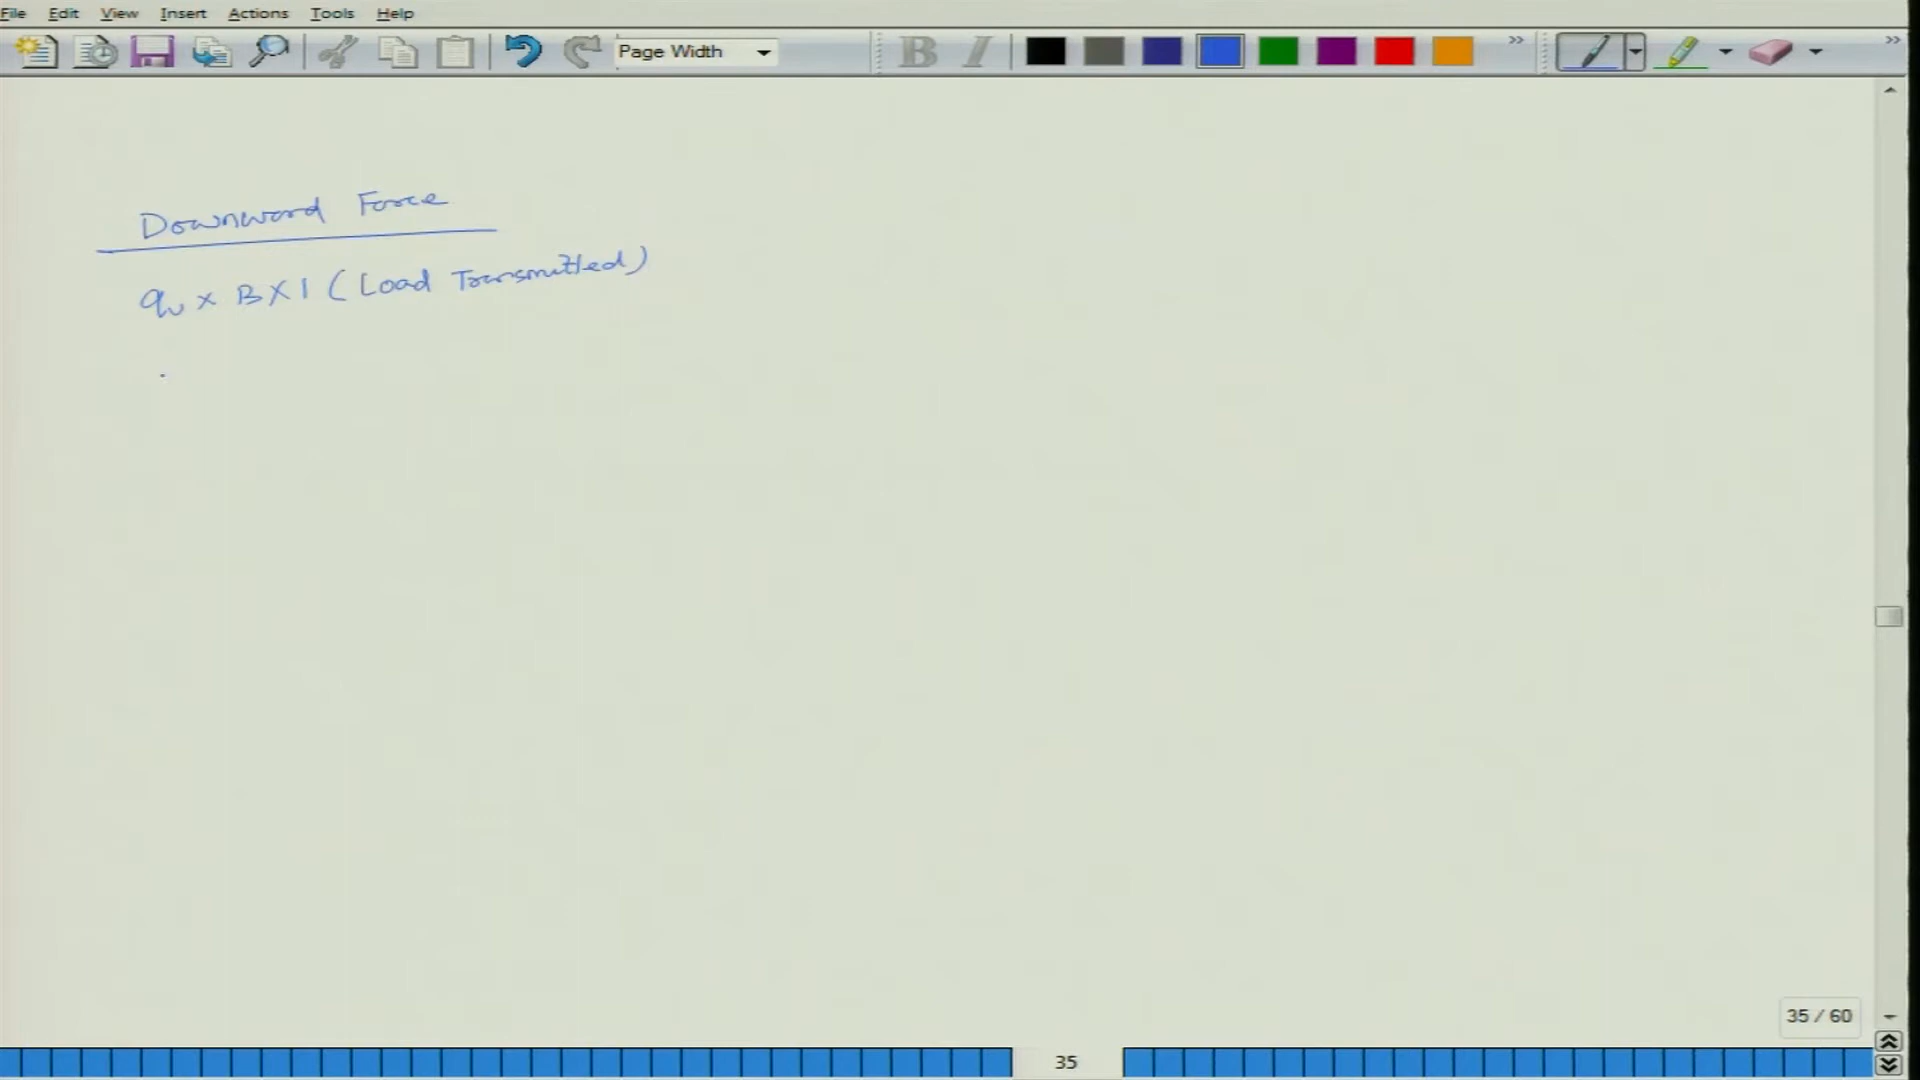 File Edit View Insert Actions Tools Help
Page Width B I
Downward Force
qu × B × 1 (Load Transmitted)
35 / 60
35